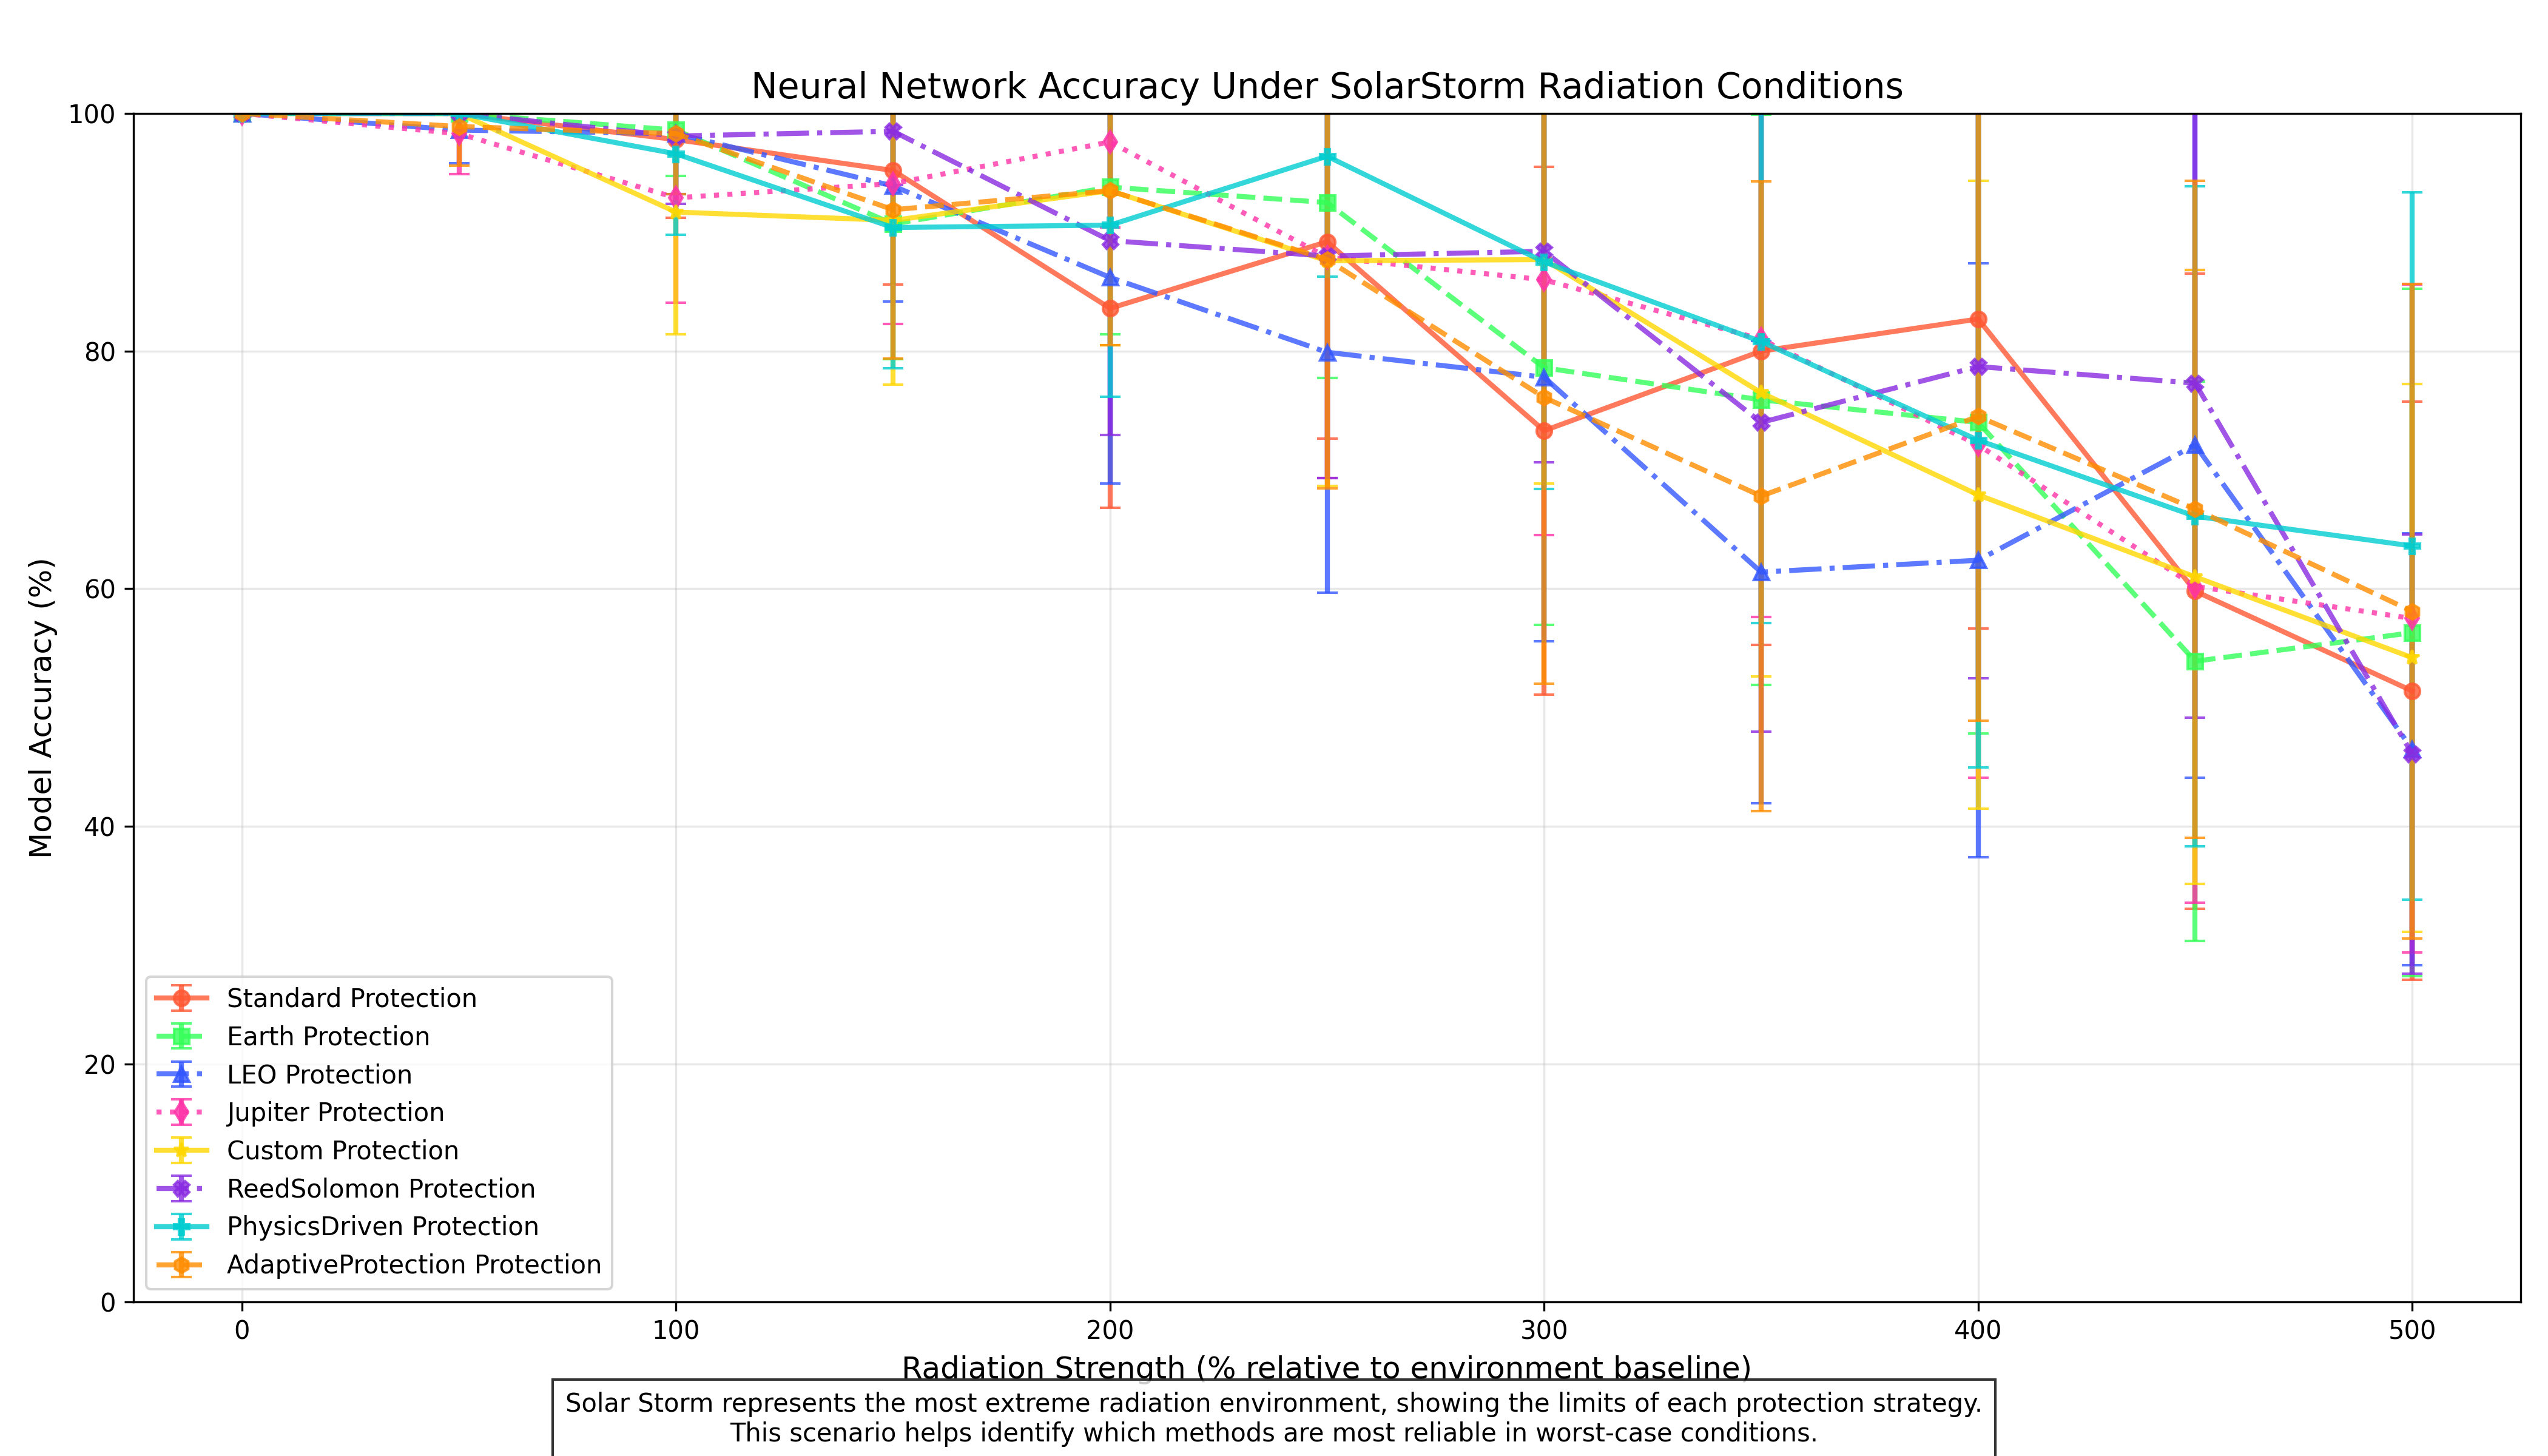 Neural Network Accuracy Under SolarStorm Radiation Conditions
100
80
60
40
20
0
Model Accuracy (%)
Standard Protection
Earth Protection
LEO Protection
Jupiter Protection
Custom Protection
ReedSolomon Protection
PhysicsDriven Protection
AdaptiveProtection Protection
0 100 200 300 400 500
Radiation Strength (% relative to environment baseline)
Solar Storm represents the most extreme radiation environment, showing the limits of each protection strategy.
This scenario helps identify which methods are most reliable in worst-case conditions.